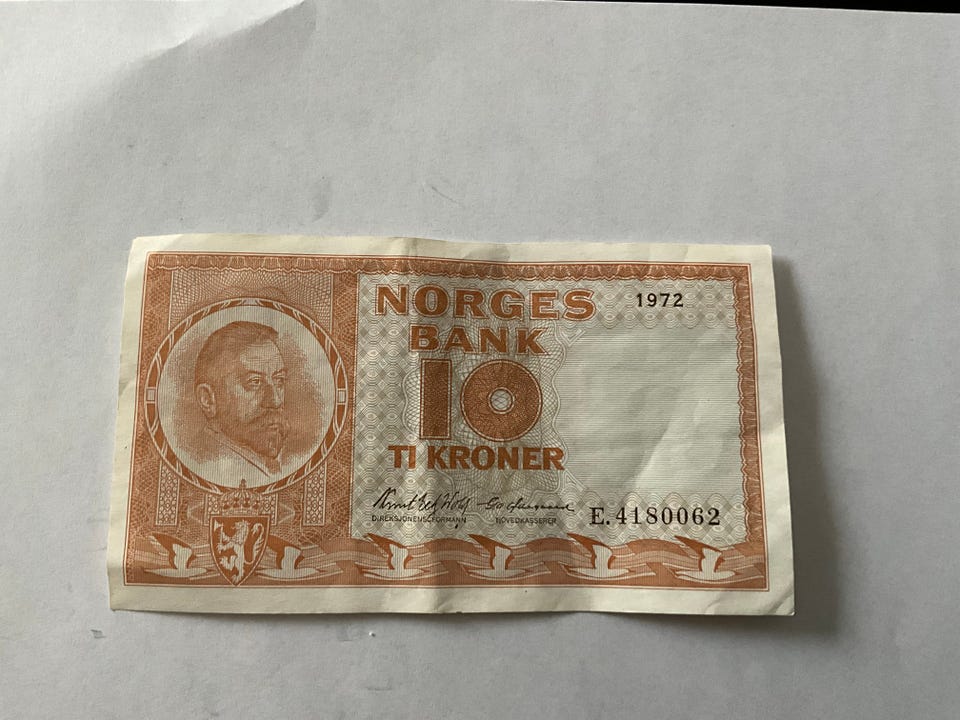 NORGES
BANK
1972
10
TI KRONER
DIREKSJONENS FORMANN
HOVEDKASSERER
E.4180062